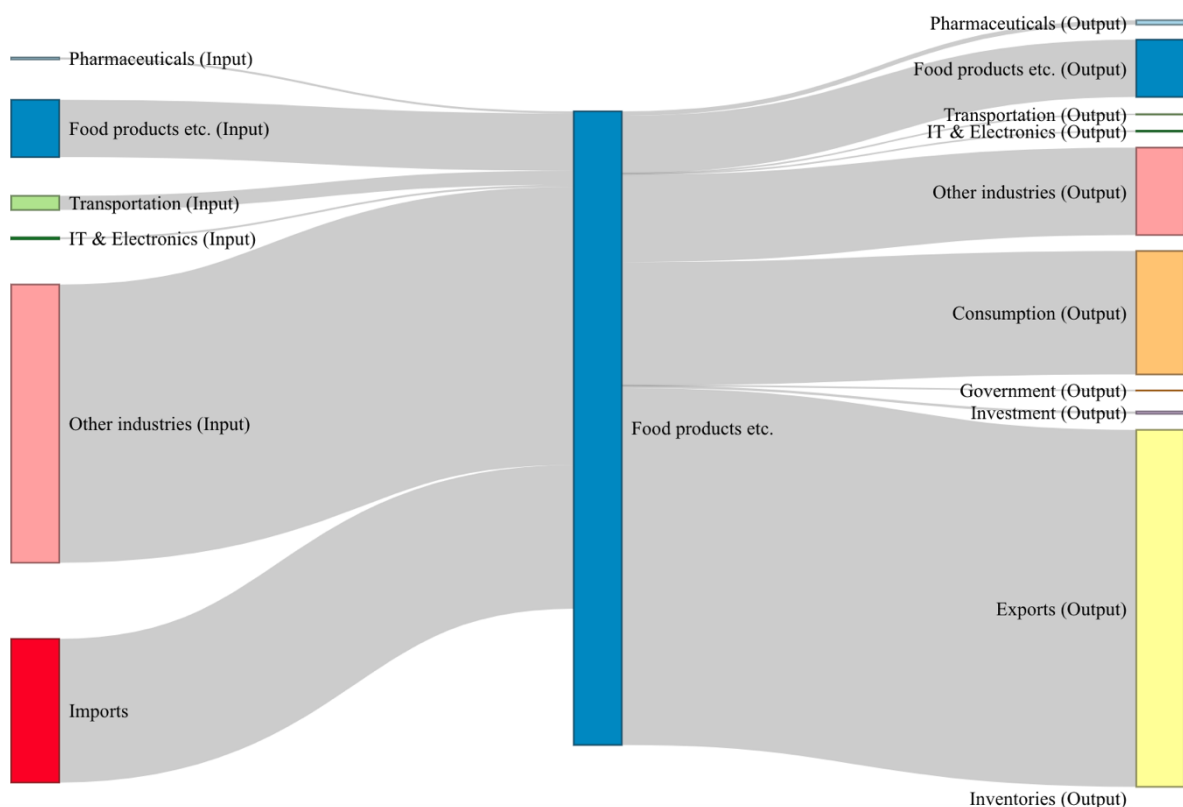 Pharmaceuticals (Input)
Food products etc. (Input)
Transportation (Input)
IT & Electronics (Input)
Other industries (Input)
Imports
Food products etc.
Pharmaceuticals (Output)
Food products etc. (Output)
Transportation (Output)
IT & Electronics (Output)
Other industries (Output)
Consumption (Output)
Government (Output)
Investment (Output)
Exports (Output)
Inventories (Output)